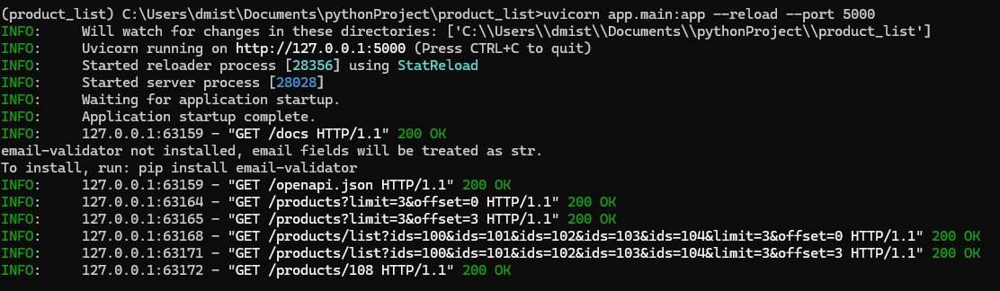 (product_list) C:\Users\dmist\Documents\pythonProject\product_list>uvicorn app.main:app --reload --port 5000
INFO:     Will watch for changes in these directories: ['C:\\Users\\dmist\\Documents\\pythonProject\\product_list']
INFO:     Uvicorn running on http://127.0.0.1:5000 (Press CTRL+C to quit)
INFO:     Started reloader process [28356] using StatReload
INFO:     Started server process [28028]
INFO:     Waiting for application startup.
INFO:     Application startup complete.
INFO:     127.0.0.1:63159 - "GET /docs HTTP/1.1" 200 OK
email-validator not installed, email fields will be treated as str.
To install, run: pip install email-validator
INFO:     127.0.0.1:63159 - "GET /openapi.json HTTP/1.1" 200 OK
INFO:     127.0.0.1:63164 - "GET /products?limit=3&offset=0 HTTP/1.1" 200 OK
INFO:     127.0.0.1:63165 - "GET /products?limit=3&offset=3 HTTP/1.1" 200 OK
INFO:     127.0.0.1:63168 - "GET /products/list?ids=100&ids=101&ids=102&ids=103&ids=104&limit=3&offset=0 HTTP/1.1" 200 OK
INFO:     127.0.0.1:63171 - "GET /products/list?ids=100&ids=101&ids=102&ids=103&ids=104&limit=3&offset=3 HTTP/1.1" 200 OK
INFO:     127.0.0.1:63172 - "GET /products/108 HTTP/1.1" 200 OK